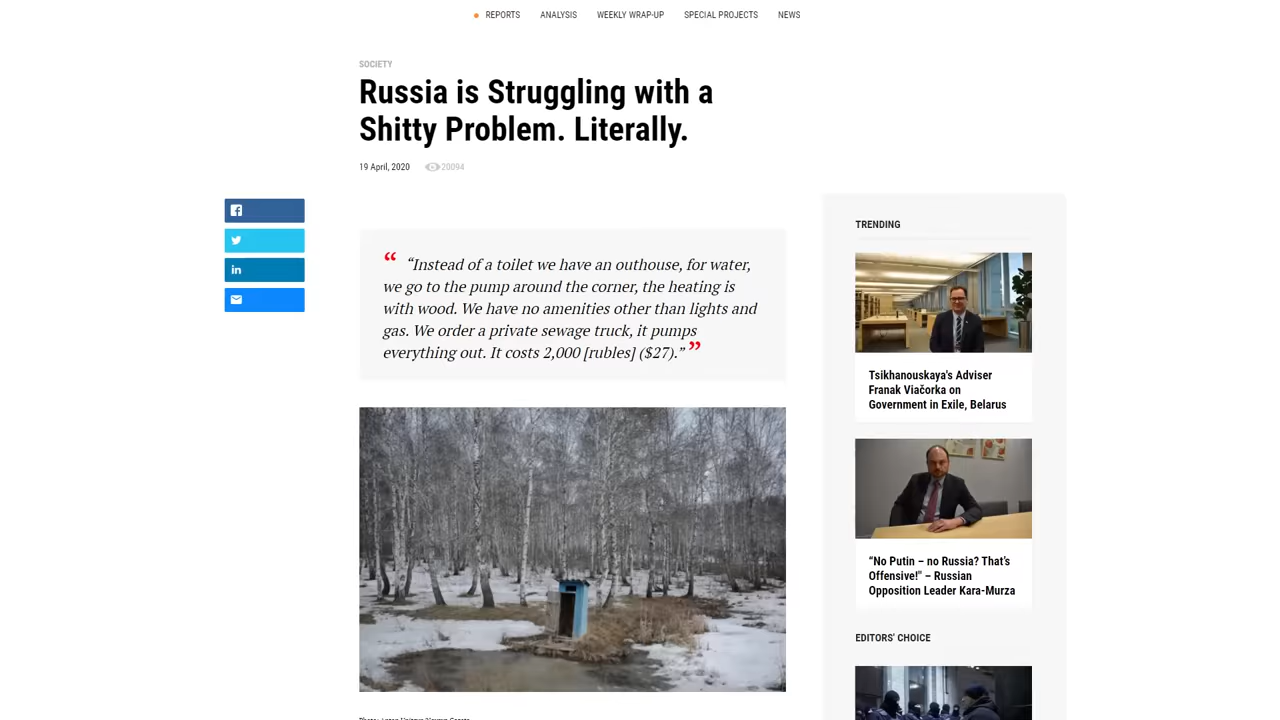 REPORTS ANALYSIS WEEKLY WRAP-UP SPECIAL PROJECTS NEWS
SOCIETY
Russia is Struggling with a
Shitty Problem. Literally.
19 April, 2020 20094
“ “Instead of a toilet we have an outhouse, for water,
we go to the pump around the corner, the heating is
with wood. We have no amenities other than lights and
gas. We order a private sewage truck, it pumps
everything out. It costs 2,000 [rubles] ($27).” ”
TRENDING
Tsikhanouskaya's Adviser
Franak Viačorka on
Government in Exile, Belarus
“No Putin – no Russia? That’s
Offensive!" – Russian
Opposition Leader Kara-Murza
EDITORS' CHOICE